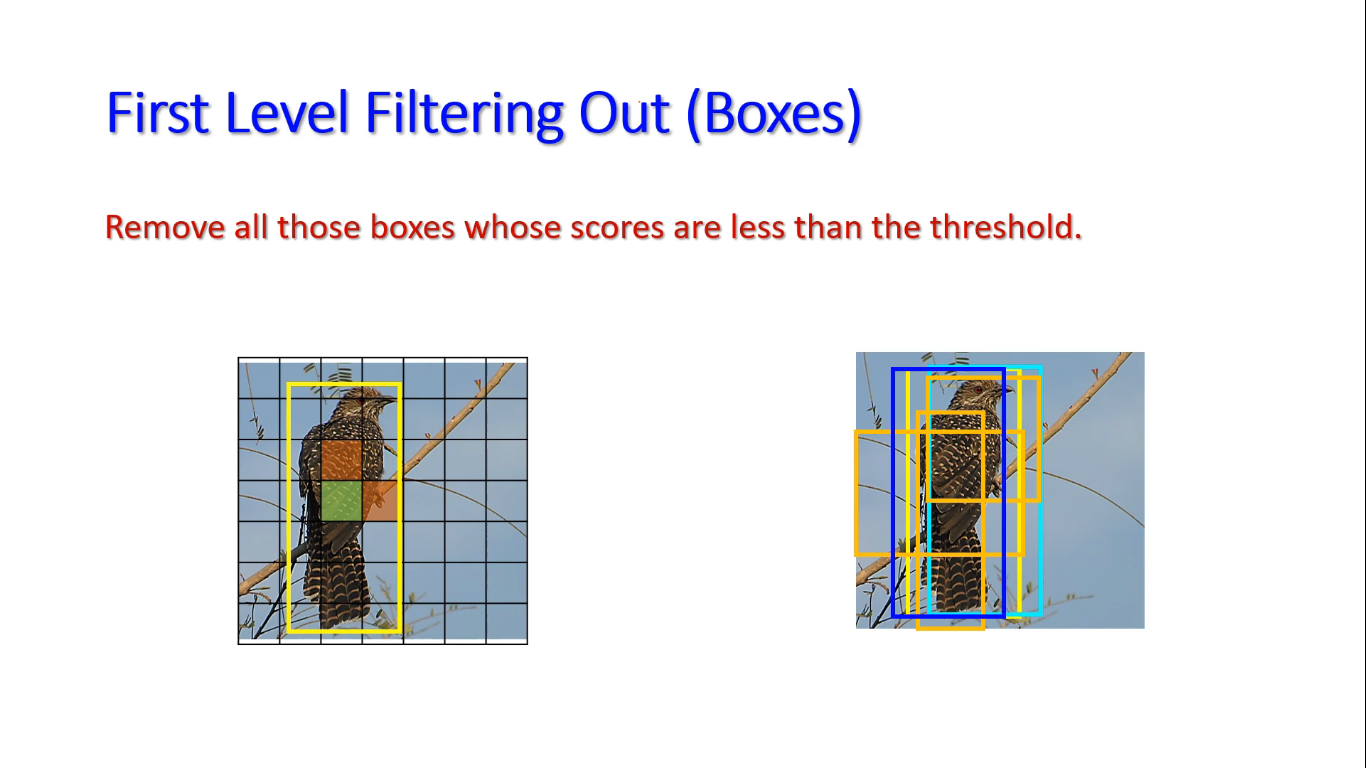 First Level Filtering Out (Boxes)
Remove all those boxes whose scores are less than the threshold.